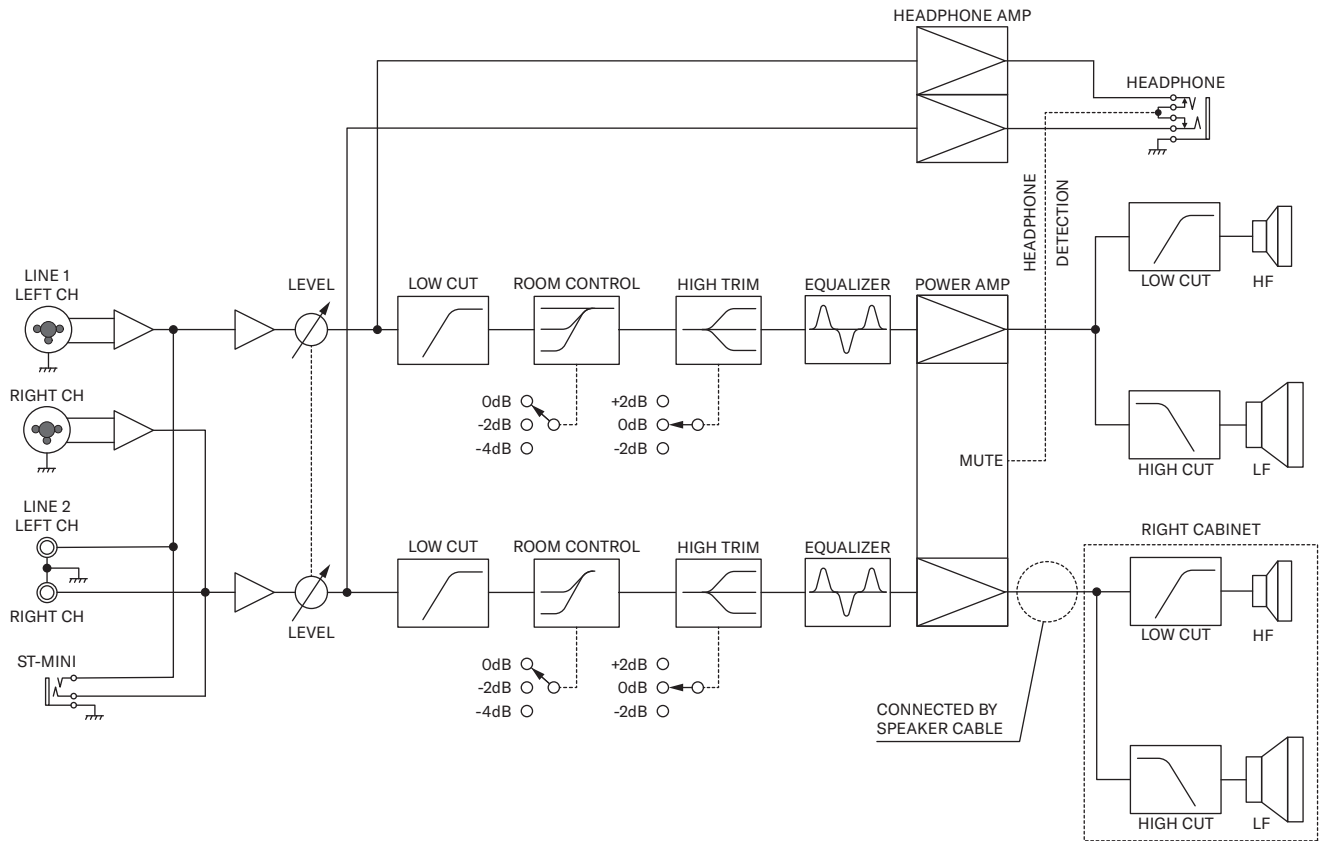 HEADPHONE AMP
HEADPHONE
HEADPHONE
DETECTION
LINE 1
LEFT CH
LEVEL
LOW CUT
ROOM CONTROL
HIGH TRIM
EQUALIZER
POWER AMP
LOW CUT
HF
RIGHT CH
0dB
-2dB
-4dB
+2dB
0dB
-2dB
MUTE
HIGH CUT
LF
LINE 2
LEFT CH
RIGHT CH
LOW CUT
ROOM CONTROL
HIGH TRIM
EQUALIZER
RIGHT CABINET
LEVEL
LOW CUT
HF
ST-MINI
0dB
-2dB
-4dB
+2dB
0dB
-2dB
CONNECTED BY
SPEAKER CABLE
HIGH CUT
LF